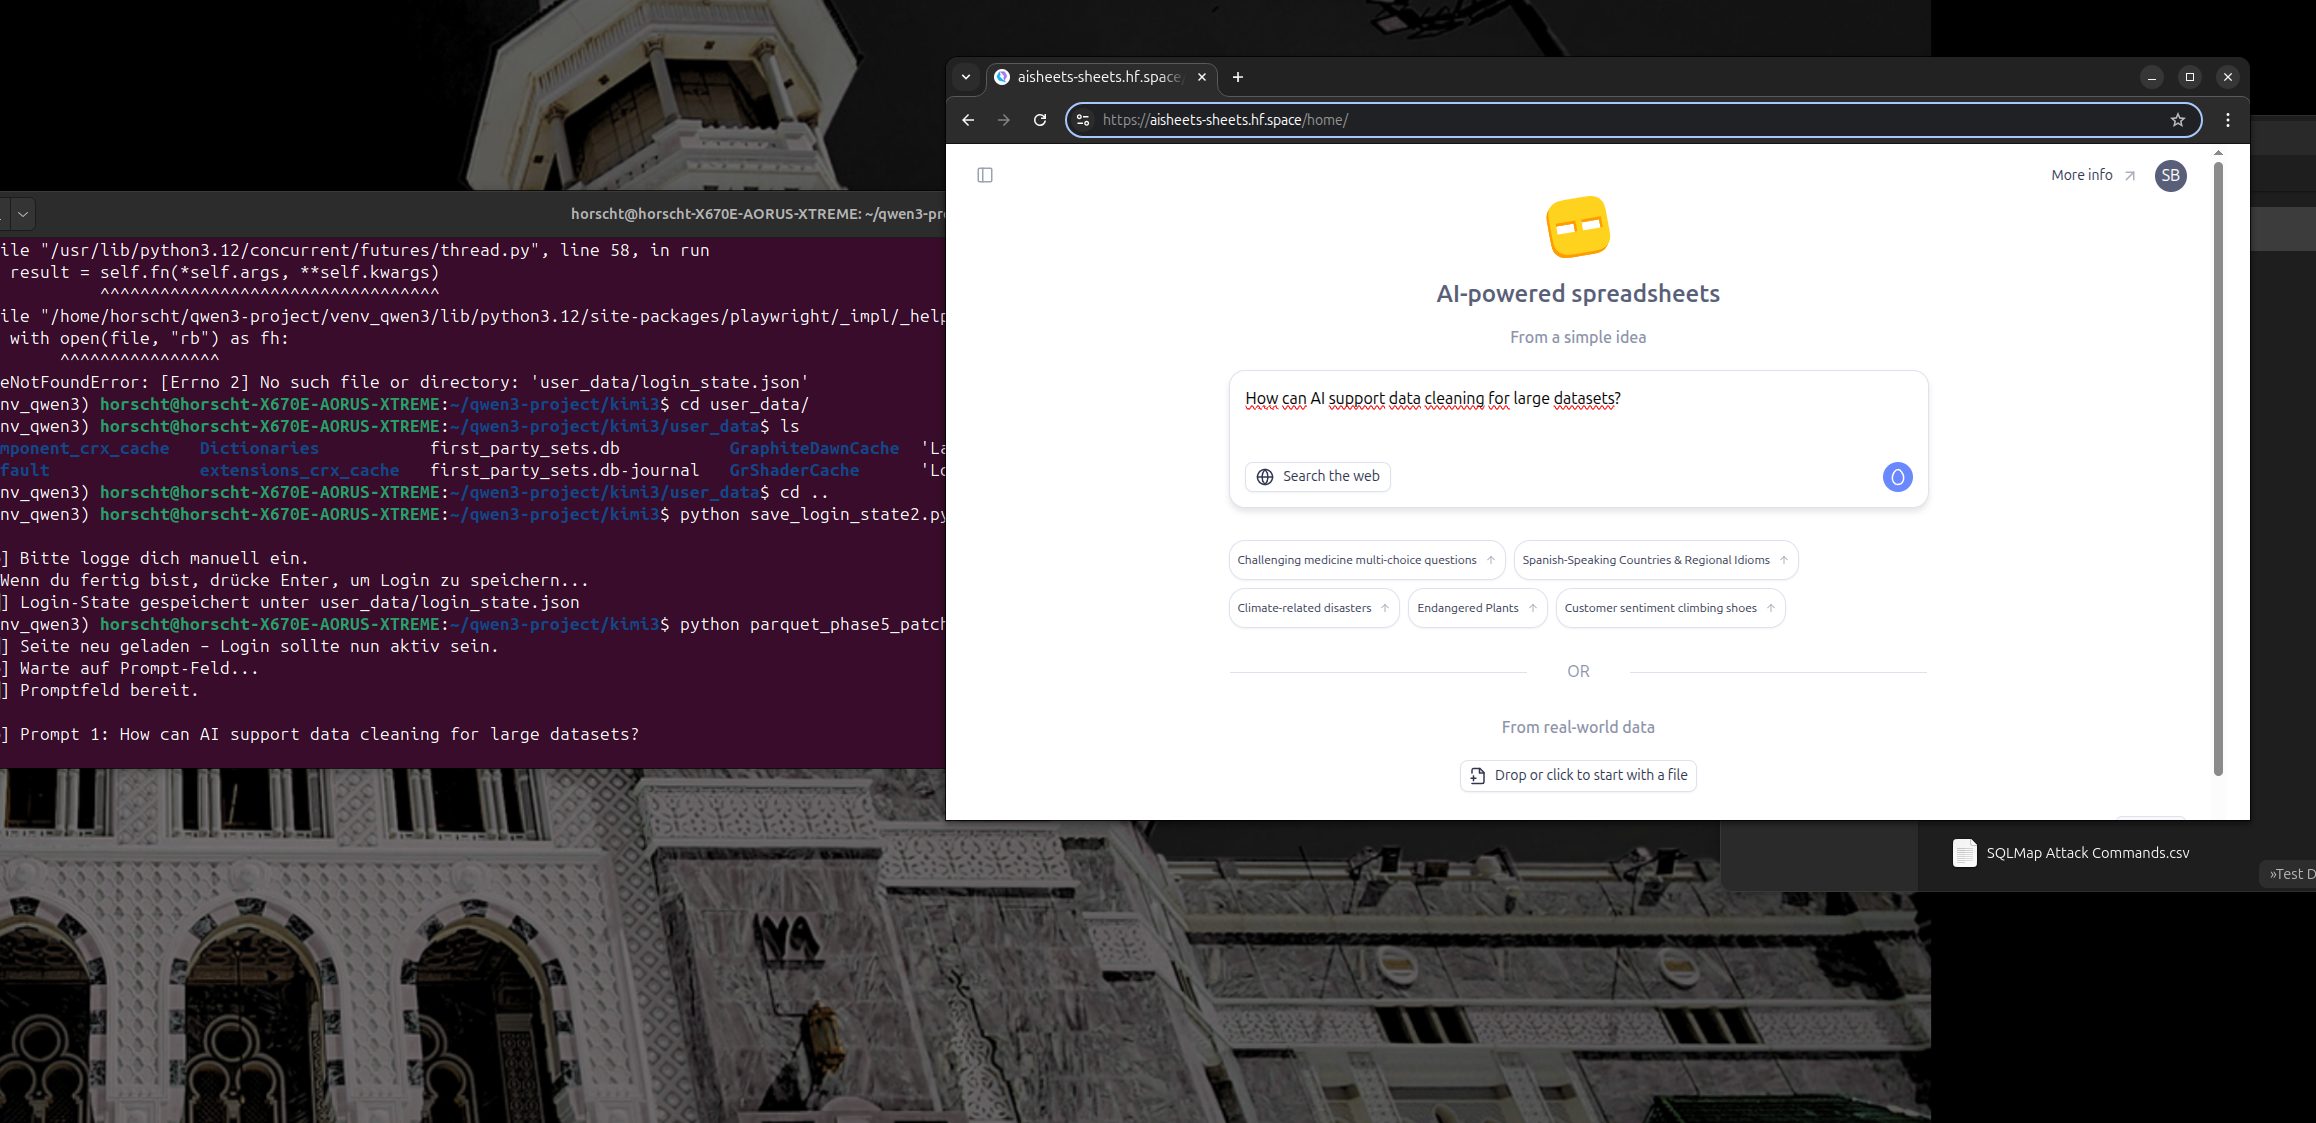 aisheets-sheets.hf.space/
https://aisheets-sheets.hf.space/home/
More info
SB
AI-powered spreadsheets
From a simple idea
How can AI support data cleaning for large datasets?
Search the web
Challenging medicine multi-choice questions
Spanish-Speaking Countries & Regional Idioms
Climate-related disasters
Endangered Plants
Customer sentiment climbing shoes
OR
From real-world data
Drop or click to start with a file
horscht@horscht-X670E-AORUS-XTREME: ~/qwen3-pro
ile "/usr/lib/python3.12/concurrent/futures/thread.py", line 58, in run
result = self.fn(*self.args, **self.kwargs)
^^^^^^^^^^^^^^^^^^^^^^^^^^^^^^^^^^
ile "/home/horscht/qwen3-project/venv_qwen3/lib/python3.12/site-packages/playwright/_impl/_help
with open(file, "rb") as fh:
^^^^^^^^^^^^^^^^
eNotFoundError: [Errno 2] No such file or directory: 'user_data/login_state.json'
nv_qwen3) horscht@horscht-X670E-AORUS-XTREME:~/qwen3-project/kimi3$ cd user_data/
nv_qwen3) horscht@horscht-X670E-AORUS-XTREME:~/qwen3-project/kimi3/user_data$ ls
mponent_crx_cache Dictionaries first_party_sets.db GraphiteDawnCache 'La
fault extensions_crx_cache first_party_sets.db-journal GrShaderCache 'Lo
nv_qwen3) horscht@horscht-X670E-AORUS-XTREME:~/qwen3-project/kimi3/user_data$ cd ..
nv_qwen3) horscht@horscht-X670E-AORUS-XTREME:~/qwen3-project/kimi3$ python save_login_state2.py
] Bitte logge dich manuell ein.
Wenn du fertig bist, drücke Enter, um Login zu speichern...
] Login-State gespeichert unter user_data/login_state.json
nv_qwen3) horscht@horscht-X670E-AORUS-XTREME:~/qwen3-project/kimi3$ python parquet_phase5_patch
] Seite neu geladen – Login sollte nun aktiv sein.
] Warte auf Prompt-Feld...
] Promptfeld bereit.
] Prompt 1: How can AI support data cleaning for large datasets?
SQLMap Attack Commands.csv
»Test D